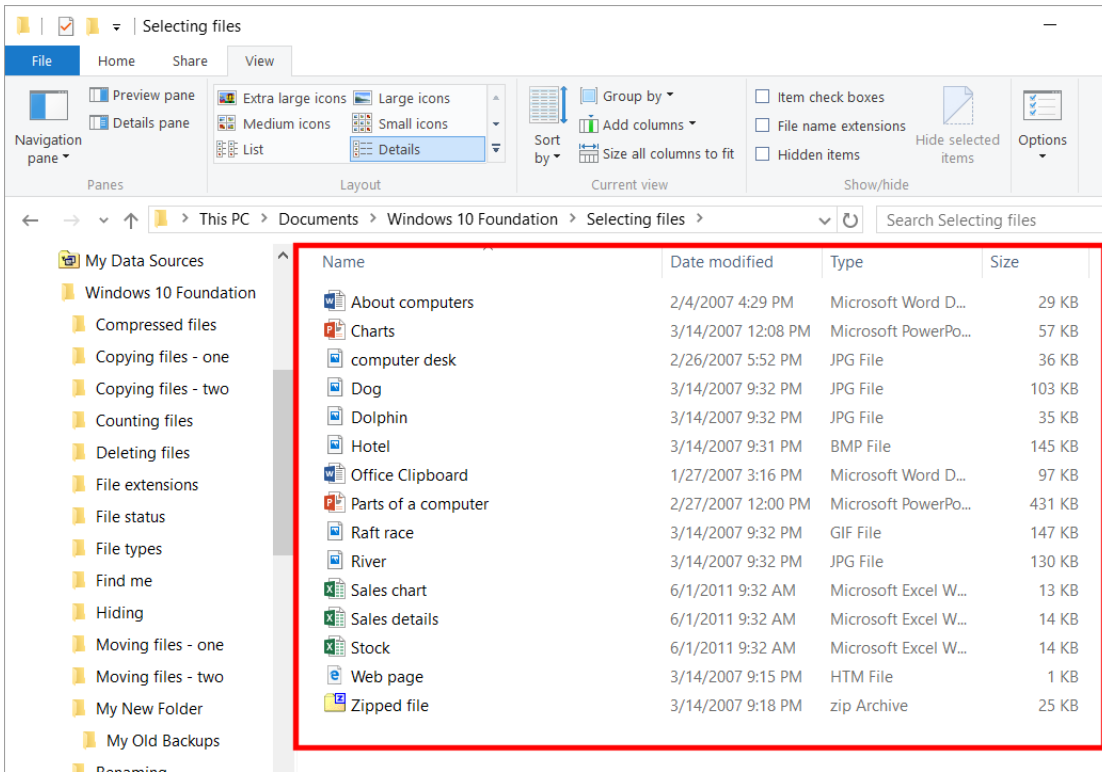 Selecting files
File Home Share View
Navigation pane
Preview pane
Details pane
Panes
Extra large icons Large icons
Medium icons Small icons
List Details
Layout
Sort by
Group by
Add columns
Size all columns to fit
Current view
Item check boxes
File name extensions
Hidden items
Hide selected items
Show/hide
Options
This PC > Documents > Windows 10 Foundation > Selecting files >
Search Selecting files
My Data Sources
Windows 10 Foundation
Compressed files
Copying files - one
Copying files - two
Counting files
Deleting files
File extensions
File status
File types
Find me
Hiding
Moving files - one
Moving files - two
My New Folder
My Old Backups
Renaming
Name Date modified Type Size
About computers 2/4/2007 4:29 PM Microsoft Word D... 29 KB
Charts 3/14/2007 12:08 PM Microsoft PowerPo... 57 KB
computer desk 2/26/2007 5:52 PM JPG File 36 KB
Dog 3/14/2007 9:32 PM JPG File 103 KB
Dolphin 3/14/2007 9:32 PM JPG File 35 KB
Hotel 3/14/2007 9:31 PM BMP File 145 KB
Office Clipboard 1/27/2007 3:16 PM Microsoft Word D... 97 KB
Parts of a computer 2/27/2007 12:00 PM Microsoft PowerPo... 431 KB
Raft race 3/14/2007 9:32 PM GIF File 147 KB
River 3/14/2007 9:32 PM JPG File 130 KB
Sales chart 6/1/2011 9:32 AM Microsoft Excel W... 13 KB
Sales details 6/1/2011 9:32 AM Microsoft Excel W... 14 KB
Stock 6/1/2011 9:32 AM Microsoft Excel W... 14 KB
Web page 3/14/2007 9:15 PM HTM File 1 KB
Zipped file 3/14/2007 9:18 PM zip Archive 25 KB